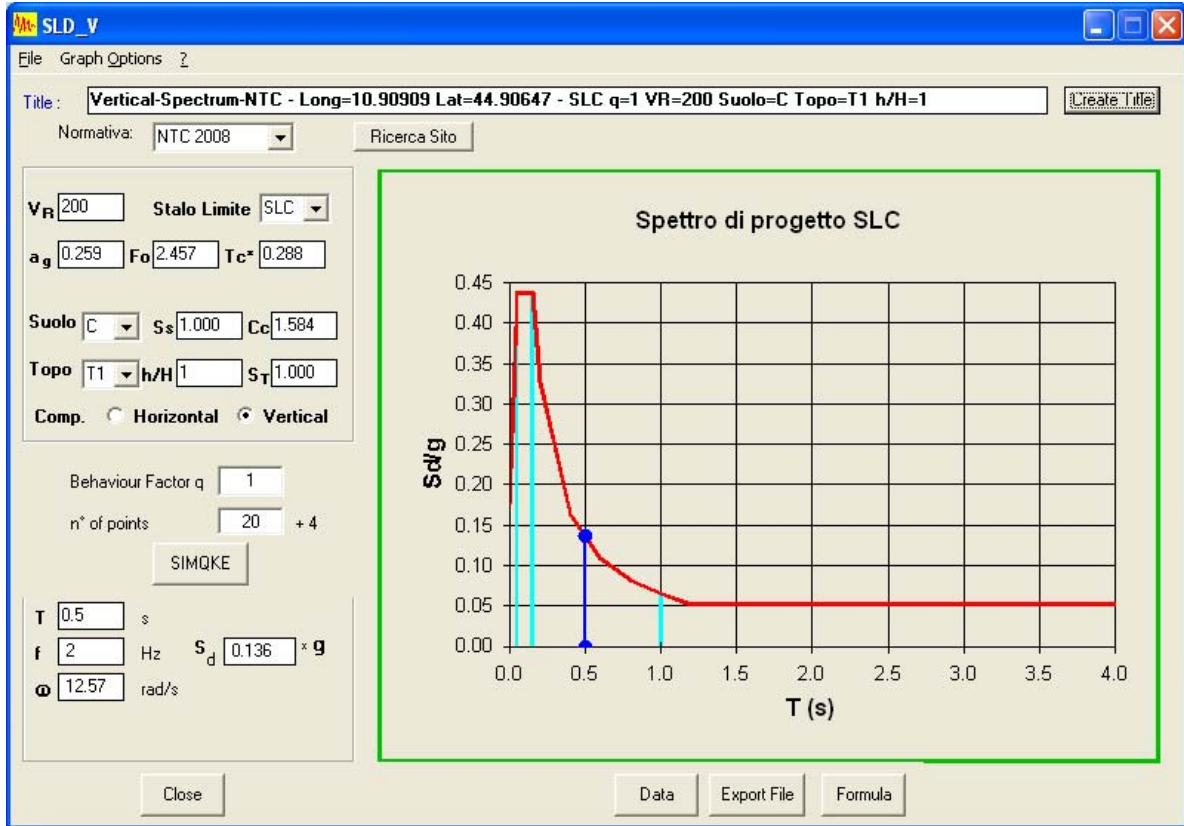 SLD_V
File Graph Options ?
Title : Vertical-Spectrum-NTC - Long=10.90909 Lat=44.90647 - SLC q=1 VR=200 Suolo=C Topo=T1 h/H=1 Create Title
Normativa: NTC 2008 Ricerca Sito
VR 200 Stalo Limite SLC
ag 0.259 Fo 2.457 Tc* 0.288
Suolo C Ss 1.000 Cc 1.584
Topo T1 h/H 1 ST 1.000
Comp. Horizontal Vertical
Behaviour Factor q 1
n° of points 20 + 4
SIMQKE
T 0.5 s
f 2 Hz Sd 0.136 × g
ω 12.57 rad/s
Spettro di progetto SLC
Sd/g
0.45
0.40
0.35
0.30
0.25
0.20
0.15
0.10
0.05
0.00
0.0 0.5 1.0 1.5 2.0 2.5 3.0 3.5 4.0
T (s)
Close Data Export File Formula